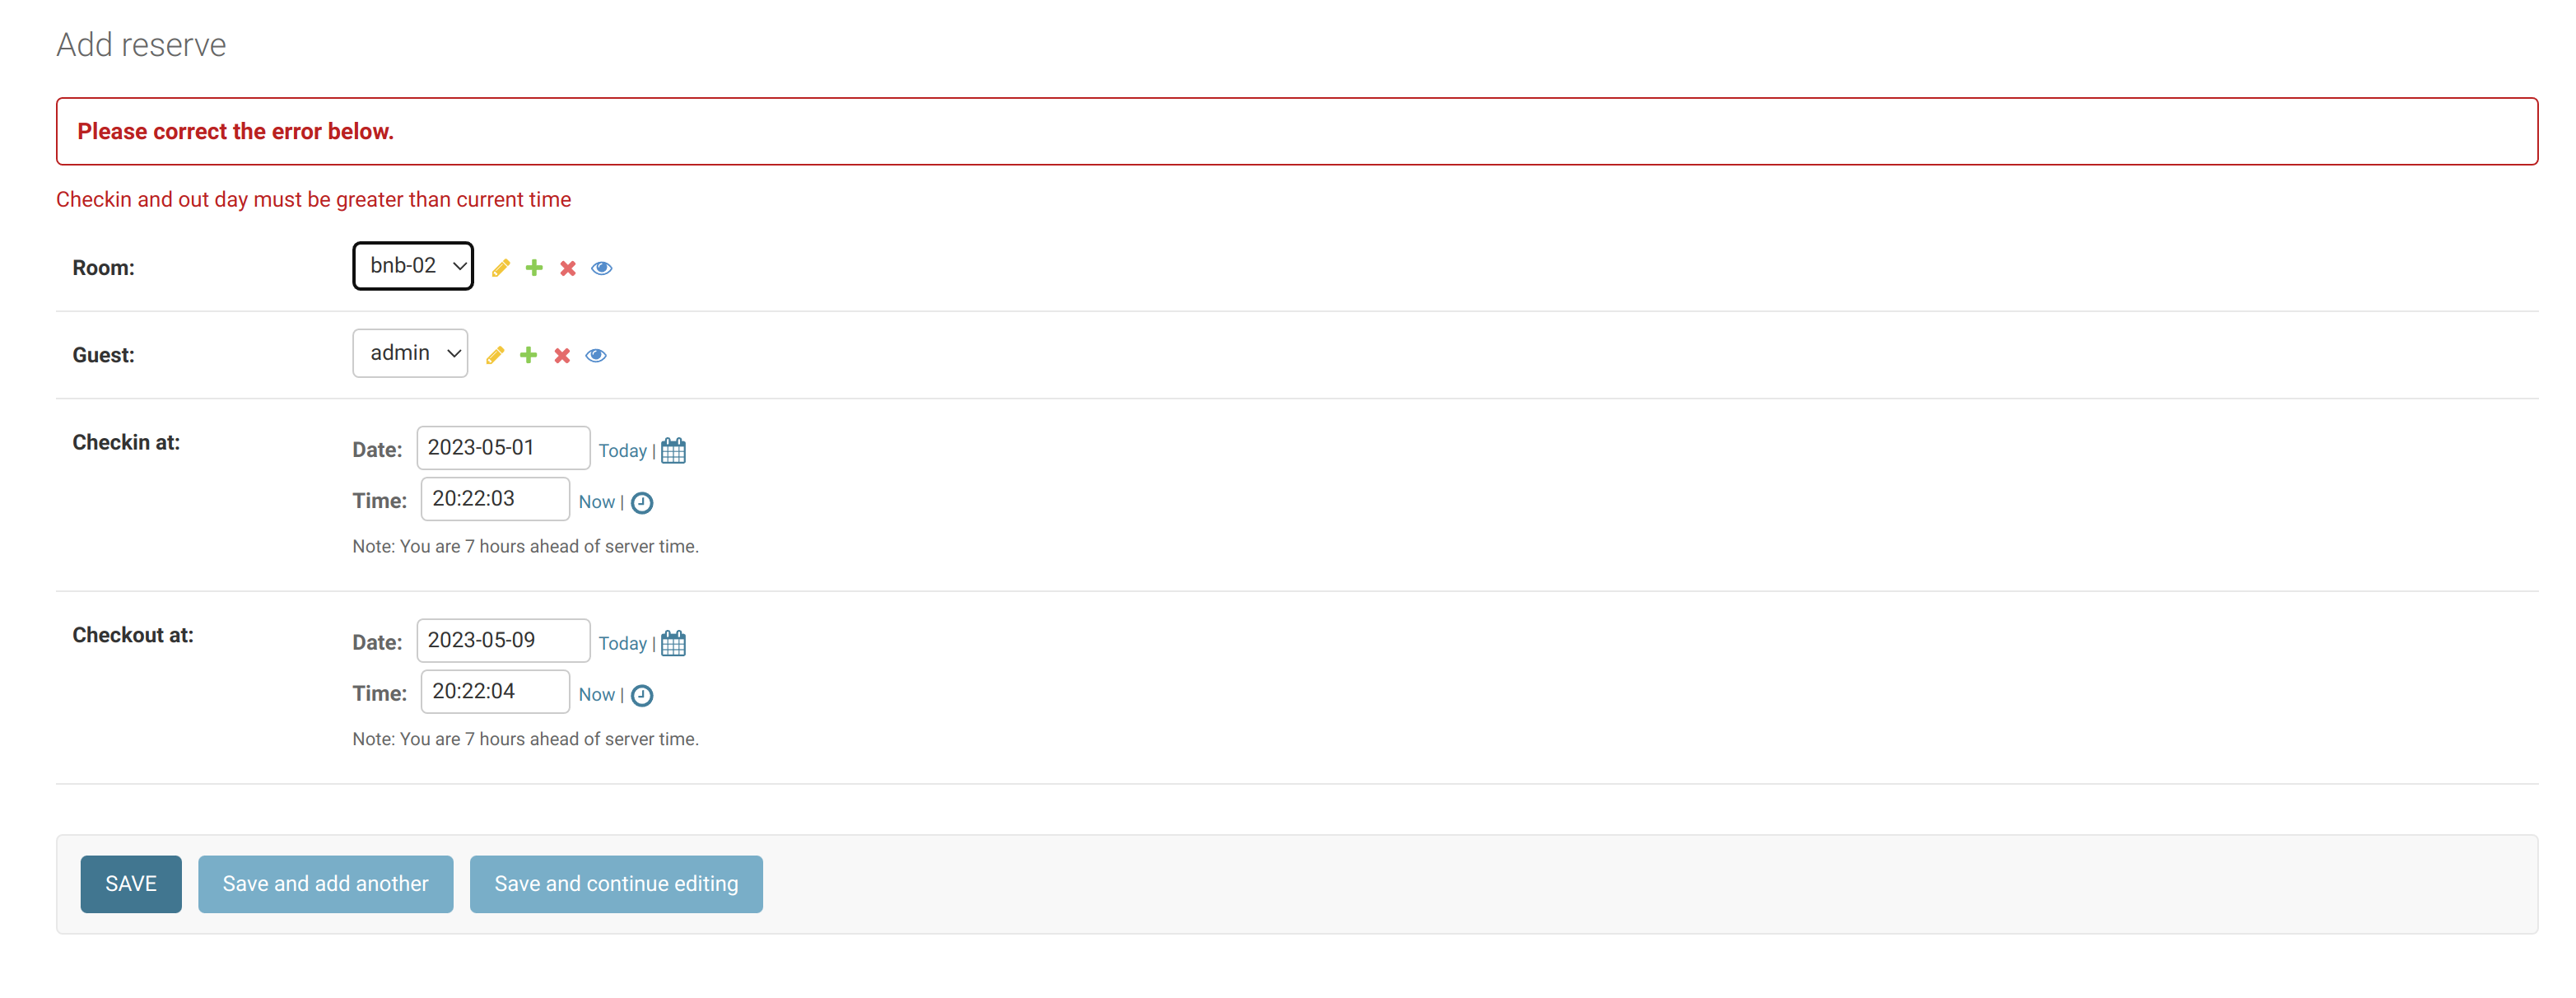 Add reserve
Please correct the error below.
Checkin and out day must be greater than current time
Room: bnb-02
Guest: admin
Checkin at: Date: 2023-05-01 Today |
Time: 20:22:03 Now |
Note: You are 7 hours ahead of server time.
Checkout at: Date: 2023-05-09 Today |
Time: 20:22:04 Now |
Note: You are 7 hours ahead of server time.
SAVE Save and add another Save and continue editing